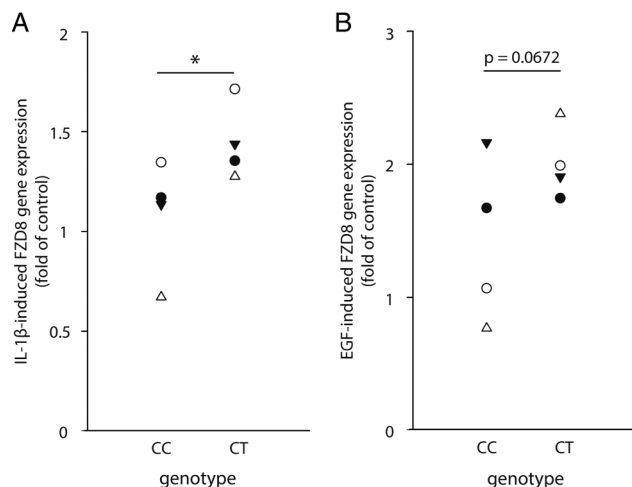 A
IL-1β-induced FZD8 gene expression
(fold of control)
2
1.5
1
0.5
0
*
CC
CT
genotype
B
EGF-induced FZD8 gene expression
(fold of control)
3
2
1
0
p = 0.0672
CC
CT
genotype